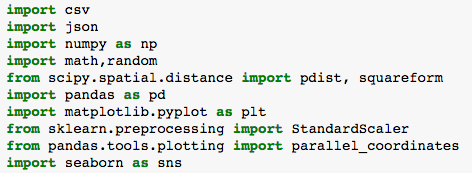 import csv
import json
import numpy as np
import math,random
from scipy.spatial.distance import pdist, squareform
import pandas as pd
import matplotlib.pyplot as plt
from sklearn.preprocessing import StandardScaler
from pandas.tools.plotting import parallel_coordinates
import seaborn as sns